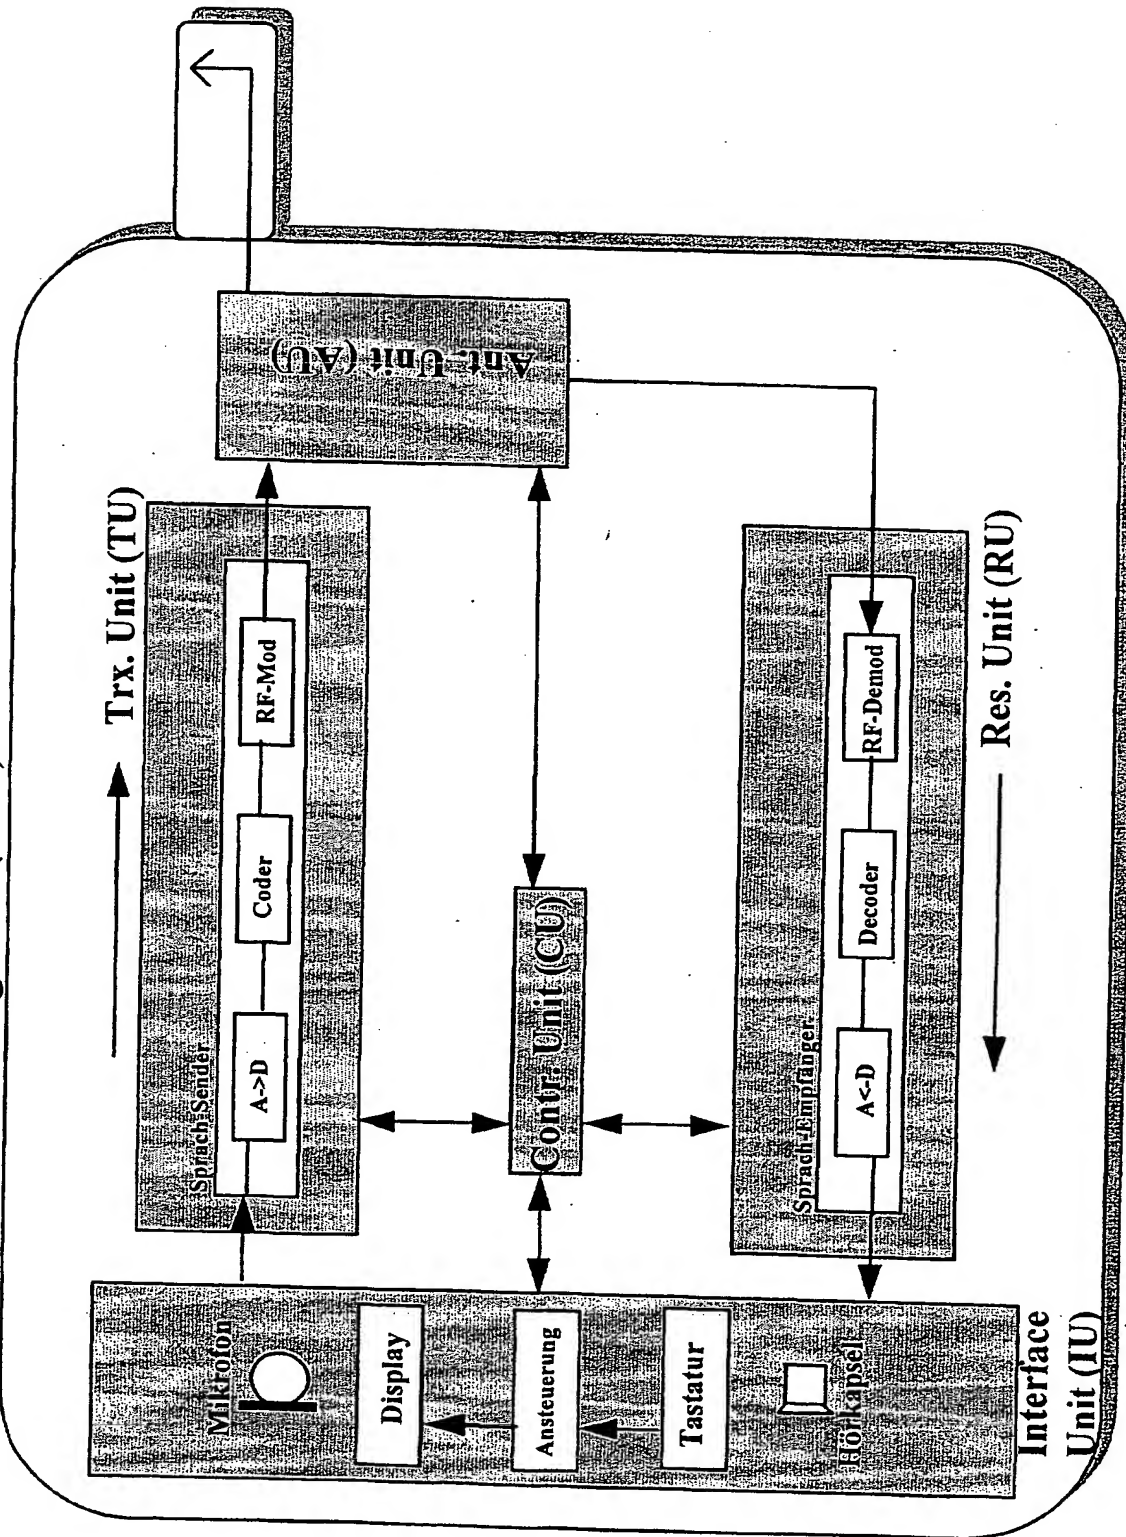 Ant. Unit (AU)
Trx. Unit (TU)
Sprach-Sender
A->D
Coder
RF-Mod
Contr. Unit (CU)
Sprach-Empfänger
A<-D
Decoder
RF-Demod
Res. Unit (RU)
Mikrofon
Display
Ansteuerung
Tastatur
Hörkapsel
Interface
Unit (IU)